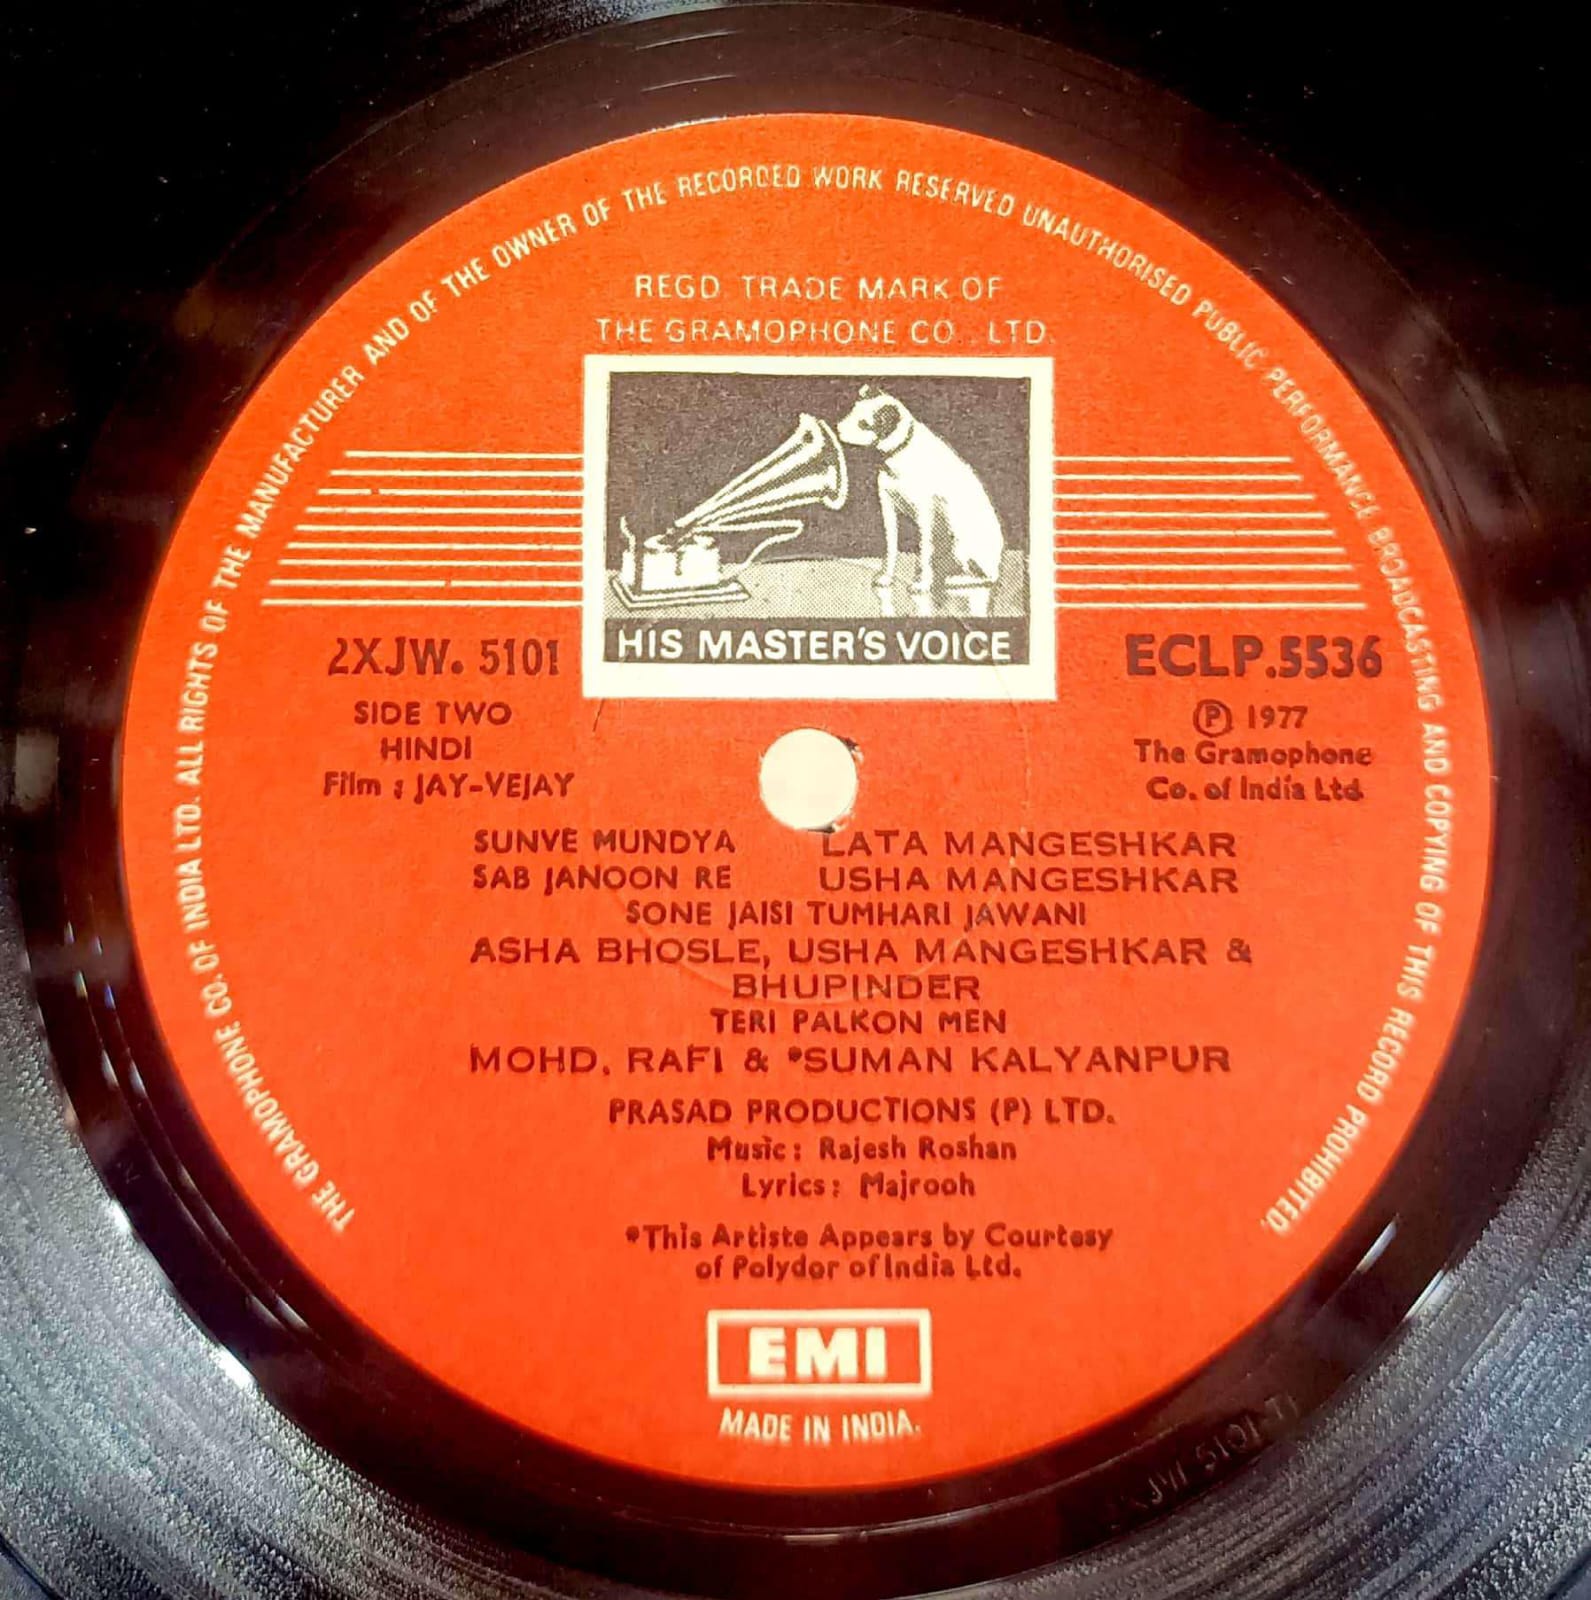 THE GRAMOPHONE CO. OF INDIA LTD. ALL RIGHTS OF THE MANUFACTURER AND OF THE OWNER OF THE RECORDED WORK RESERVED UNAUTHORISED PUBLIC PERFORMANCE BROADCASTING AND COPYING OF THIS RECORD PROHIBITED.
REGD. TRADE MARK OF
THE GRAMOPHONE CO., LTD.
HIS MASTER'S VOICE
2XJW. 5101
SIDE TWO
HINDI
Film : JAY-VEJAY
ECLP.5536
Ⓟ 1977
The Gramophone
Co. of India Ltd.
SUNVE MUNDYA LATA MANGESHKAR
SAB JANOON RE USHA MANGESHKAR
SONE JAISI TUMHARI JAWANI
ASHA BHOSLE, USHA MANGESHKAR &
BHUPINDER
TERI PALKON MEN
MOHD. RAFI & *SUMAN KALYANPUR
PRASAD PRODUCTIONS (P) LTD.
Music : Rajesh Roshan
Lyrics : Majrooh
*This Artiste Appears by Courtesy
of Polydor of India Ltd.
EMI
MADE IN INDIA.